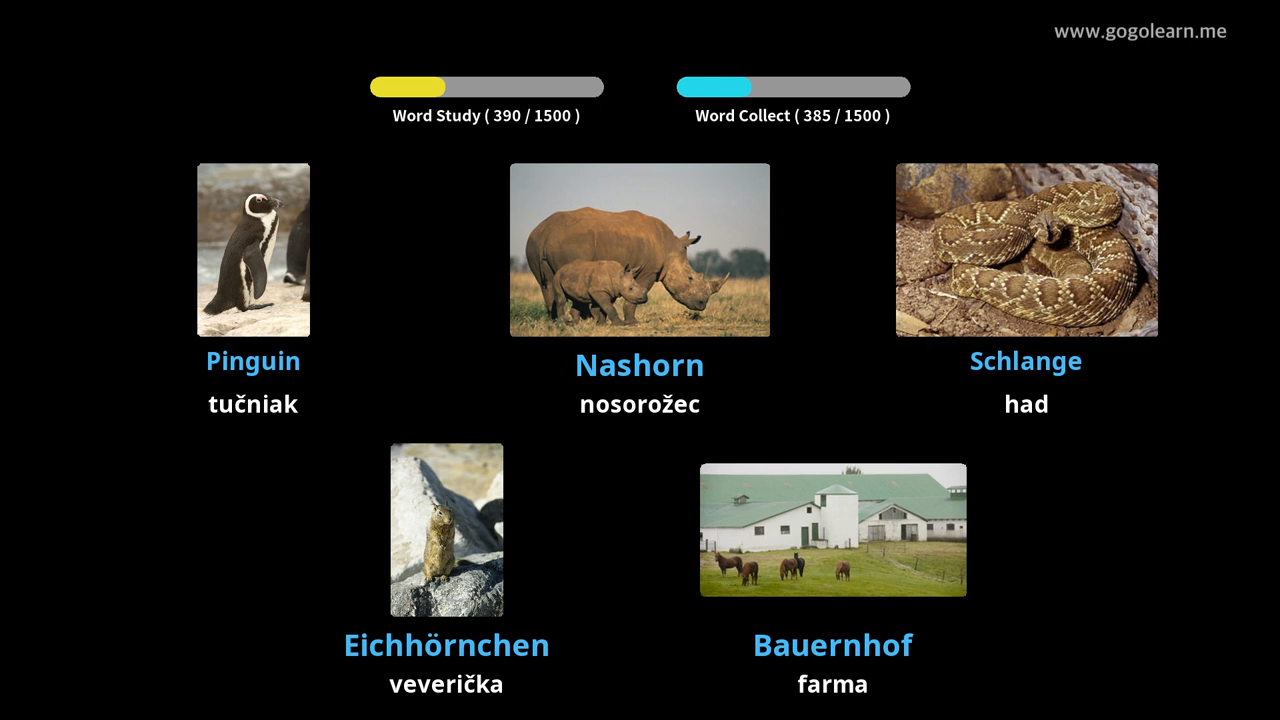 www.gogolearn.me
Word Study ( 390 / 1500 )
Word Collect ( 385 / 1500 )
Pinguin
tučniak
Nashorn
nosorožec
Schlange
had
Eichhörnchen
veverička
Bauernhof
farma